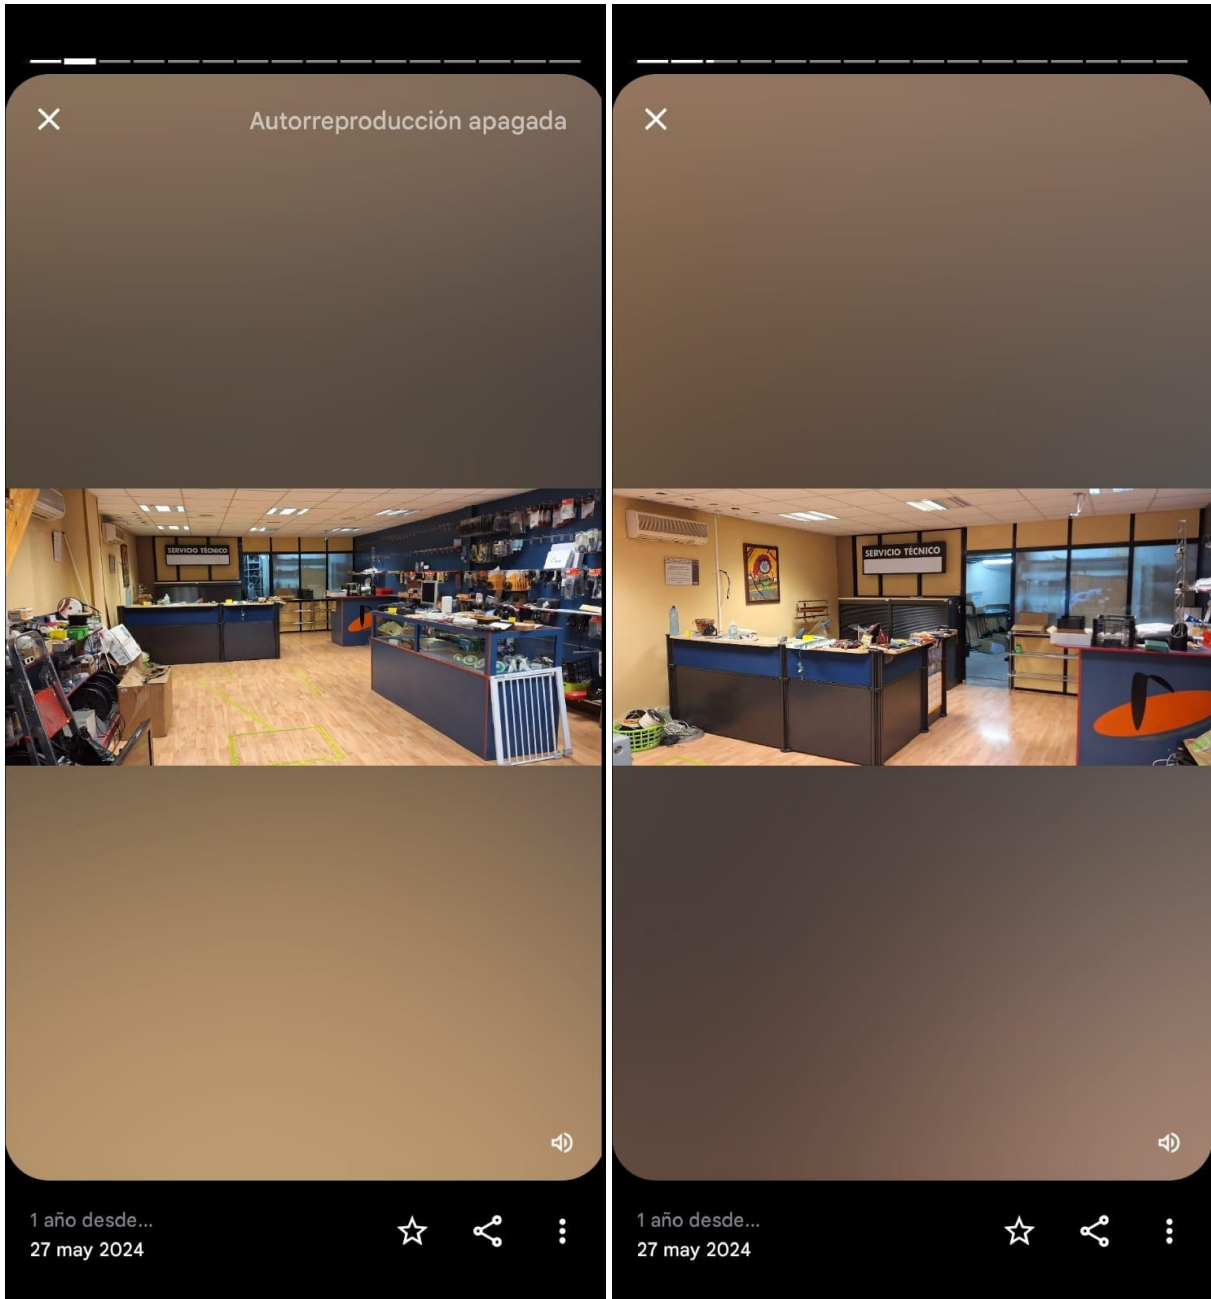 Autorreproducción apagada
SERVICIO TÉCNICO
1 año desde...
27 may 2024
SERVICIO TÉCNICO
1 año desde...
27 may 2024